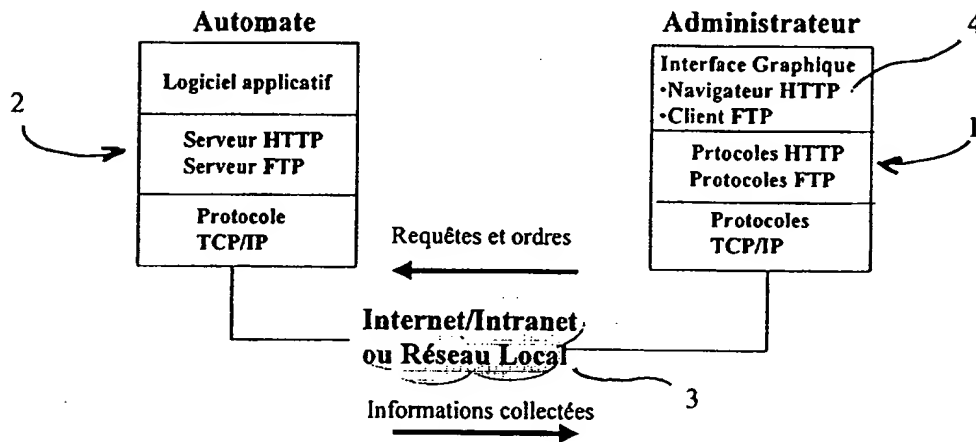 Automate
Administrateur
4
Logiciel applicatif
Interface Graphique
•Navigateur HTTP
•Client FTP
2
1
Serveur HTTP
Serveur FTP
Prtocoles HTTP
Protocoles FTP
Protocole
TCP/IP
Protocoles
TCP/IP
Requêtes et ordres
Internet/Intranet
ou Réseau Local
3
Informations collectées